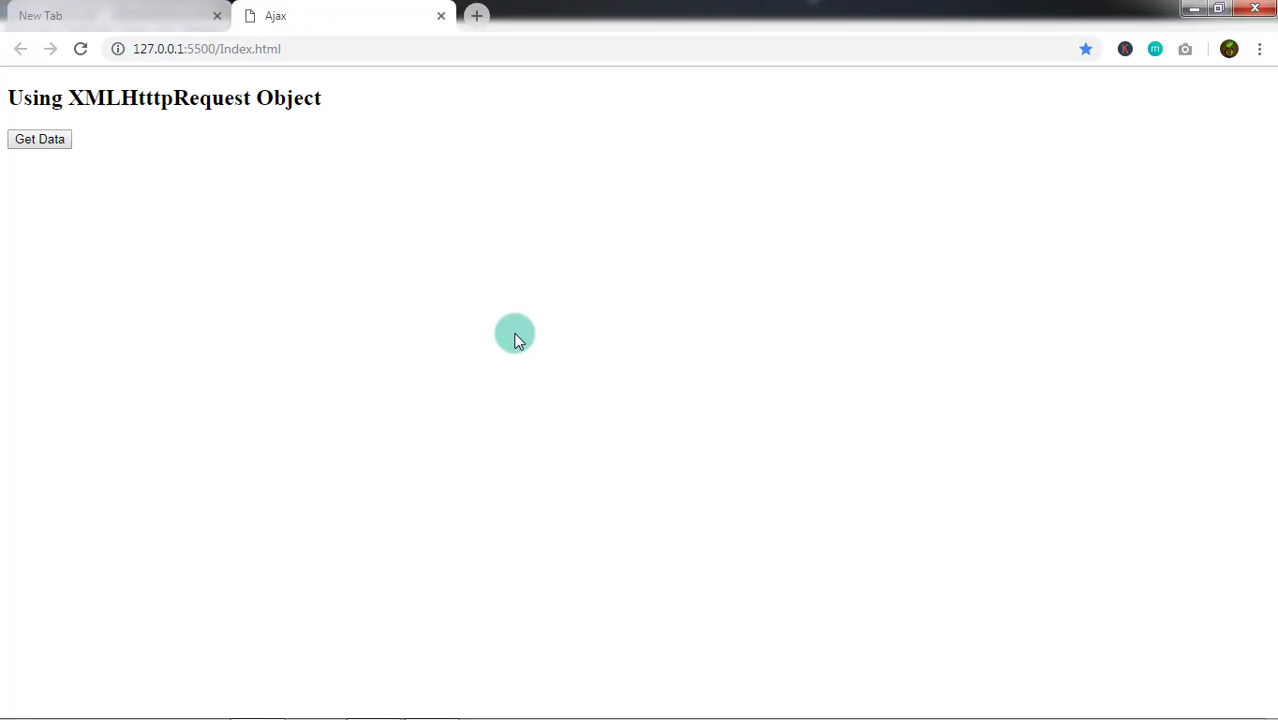 New Tab
Ajax
127.0.0.1:5500/Index.html
K
m
Using XMLHtttpRequest Object
Get Data